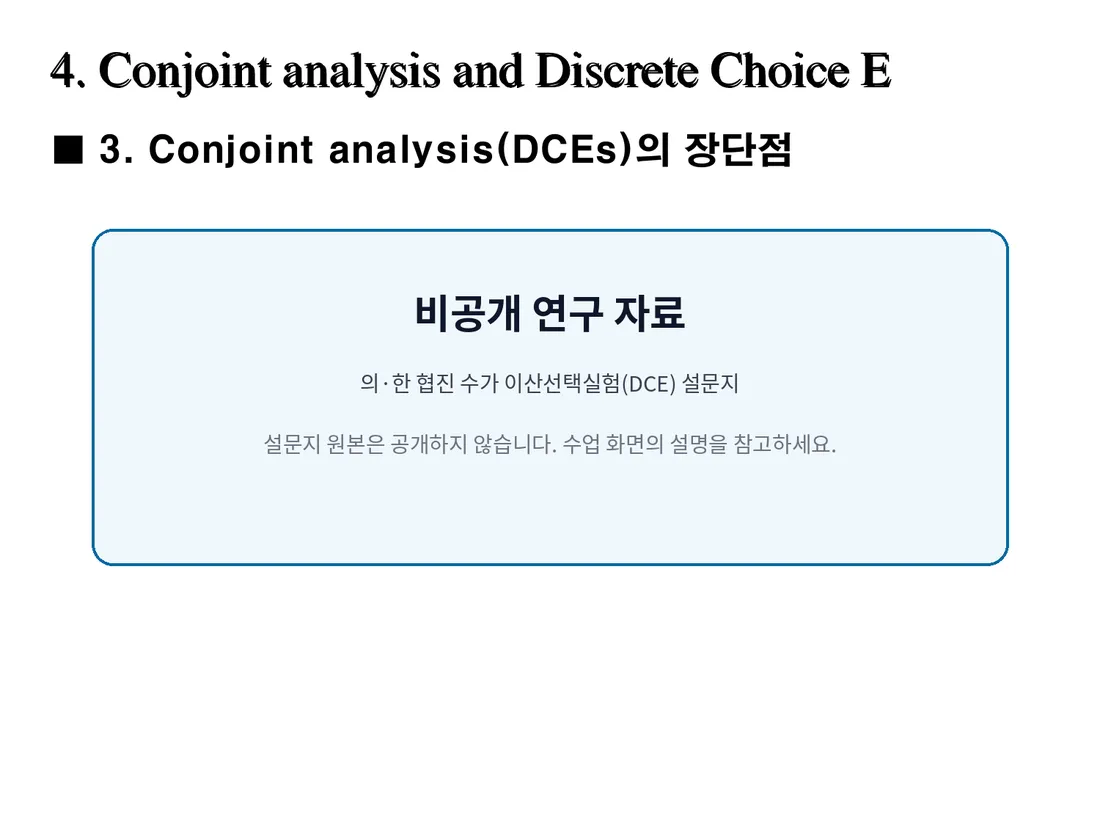 4. Conjoint analysis and Discrete Choice E
■ 3. Conjoint analysis(DCEs)의 장단점
비공개 연구 자료
의·한 협진 수가 이산선택실험(DCE) 설문지
설문지 원본은 공개하지 않습니다. 수업 화면의 설명을 참고하세요.